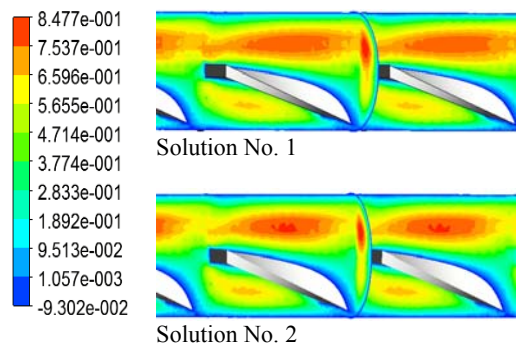 8.477e-001
7.537e-001
6.596e-001
5.655e-001
4.714e-001
3.774e-001
2.833e-001
1.892e-001
9.513e-002
1.057e-003
-9.302e-002
Solution No. 1
Solution No. 2